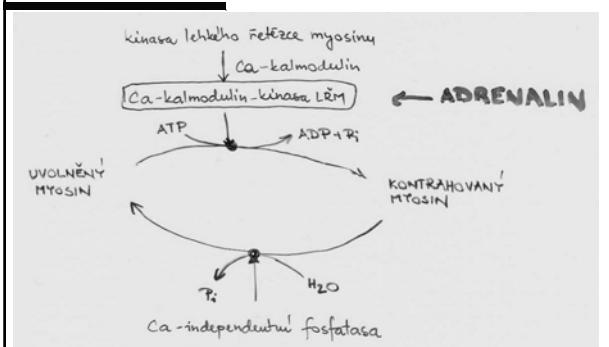 kinasa lehkého řetězce myosinu
Ca-kalmodulin
Ca-kalmodulin-kinasa LŘM
ADRENALIN
ATP
ADP+Pi
UVOLNĚNÝ
MYOSIN
KONTRAHOVANÝ
MYOSIN
Pi
H2O
Ca-independentní fosfatasa